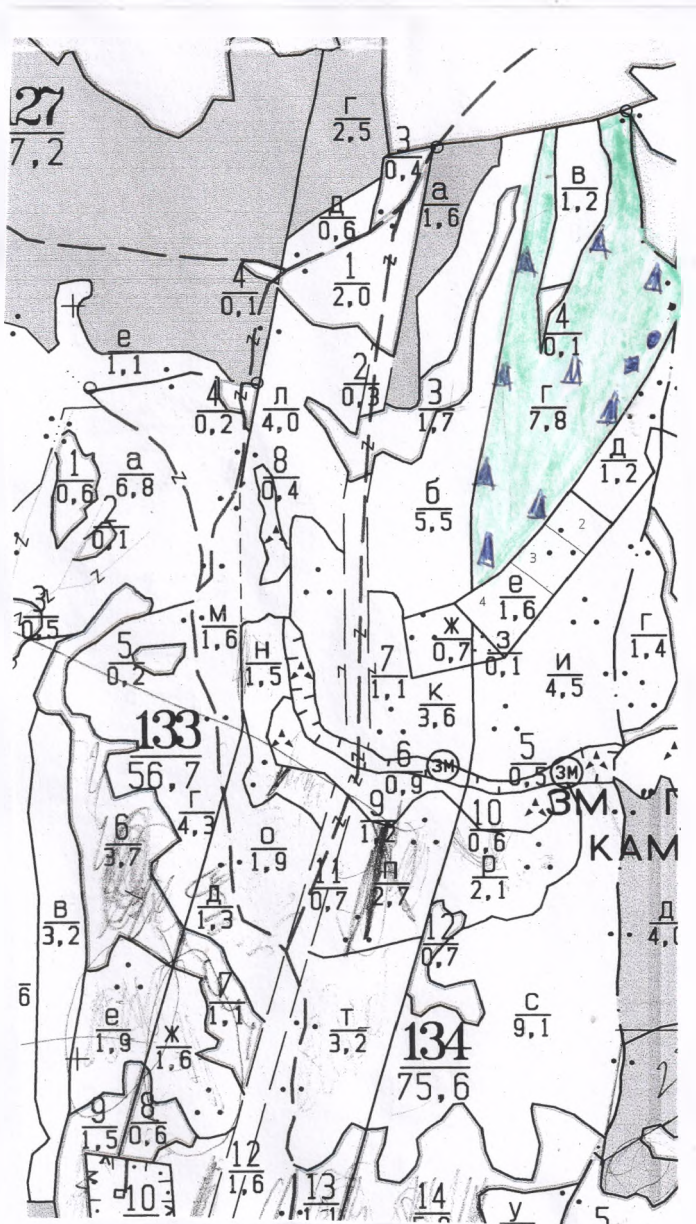 127
7,2
г
2,5
3
0,4
а
1,6
в
1,2
д
0,6
1
2,0
4
0,1
4
0,1
е
1,1
2
0,3
4
0,2
л
4,0
3
1,7
г
7,8
1
0,6
а
6,8
2
0,1
8
0,4
б
5,5
д
1,2
2
3
4
е
1,6
3
0,5
м
1,6
ж
0,7
3
0,1
г
1,4
5
0,2
н
1,5
7
1,1
и
4,5
к
3,6
133
56,7
6
0,9
зм
5
0,5
зм
ЗМ.
КАМ
г
4,3
б
3,7
о
1,9
9
11
0,7
п
2,7
10
0,6
р
2,1
в
3,2
д
1,3
12
0,7
д
4,0
б
7
1,1
е
1,9
ж
1,6
т
3,2
с
9,1
134
75,6
9
1,5
8
0,6
12
1,6
10
13
14
у
5